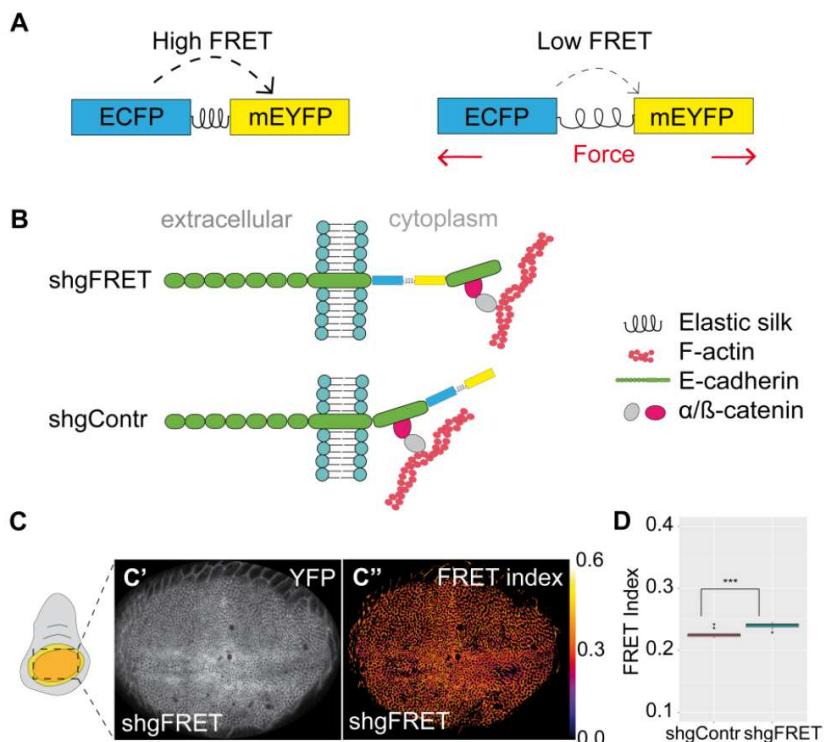 A
High FRET
ECFP
mEYFP
Low FRET
ECFP
mEYFP
Force
B
extracellular
cytoplasm
shgFRET
shgContr
Elastic silk
F-actin
E-cadherin
α/ß-catenin
C
C'
YFP
shgFRET
C"
FRET index
shgFRET
0.6
0.3
0.0
D
0.4
0.3
0.2
0.1
FRET Index
***
shgContr shgFRET